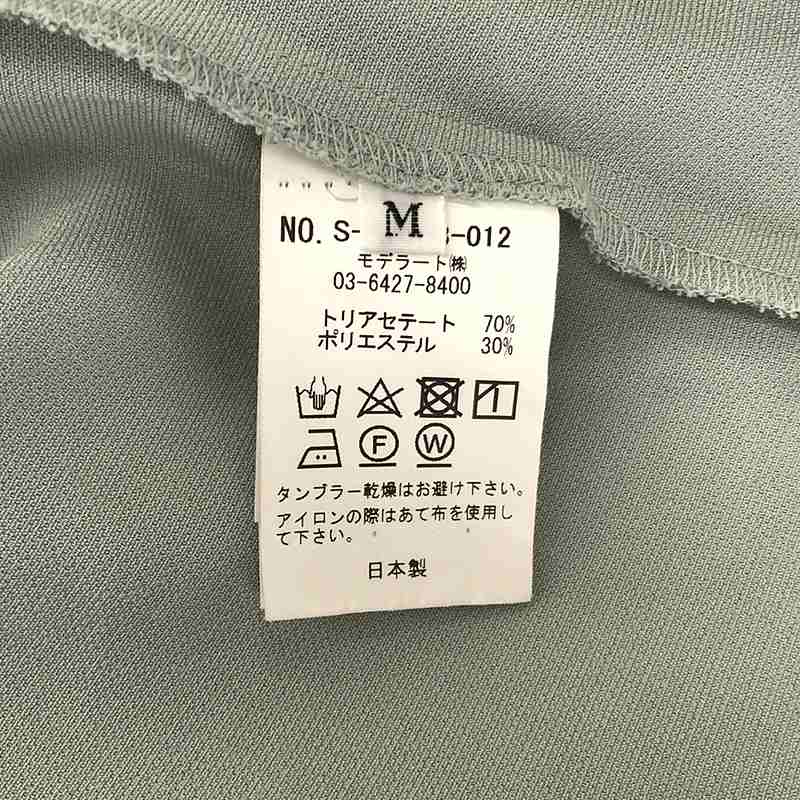 M
NO. S- 3-012
モデラート㈱
03-6427-8400
トリアセテート 70%
ポリエステル 30%
F W
タンブラー乾燥はお避け下さい。
アイロンの際はあて布を使用し
て下さい。
日本製